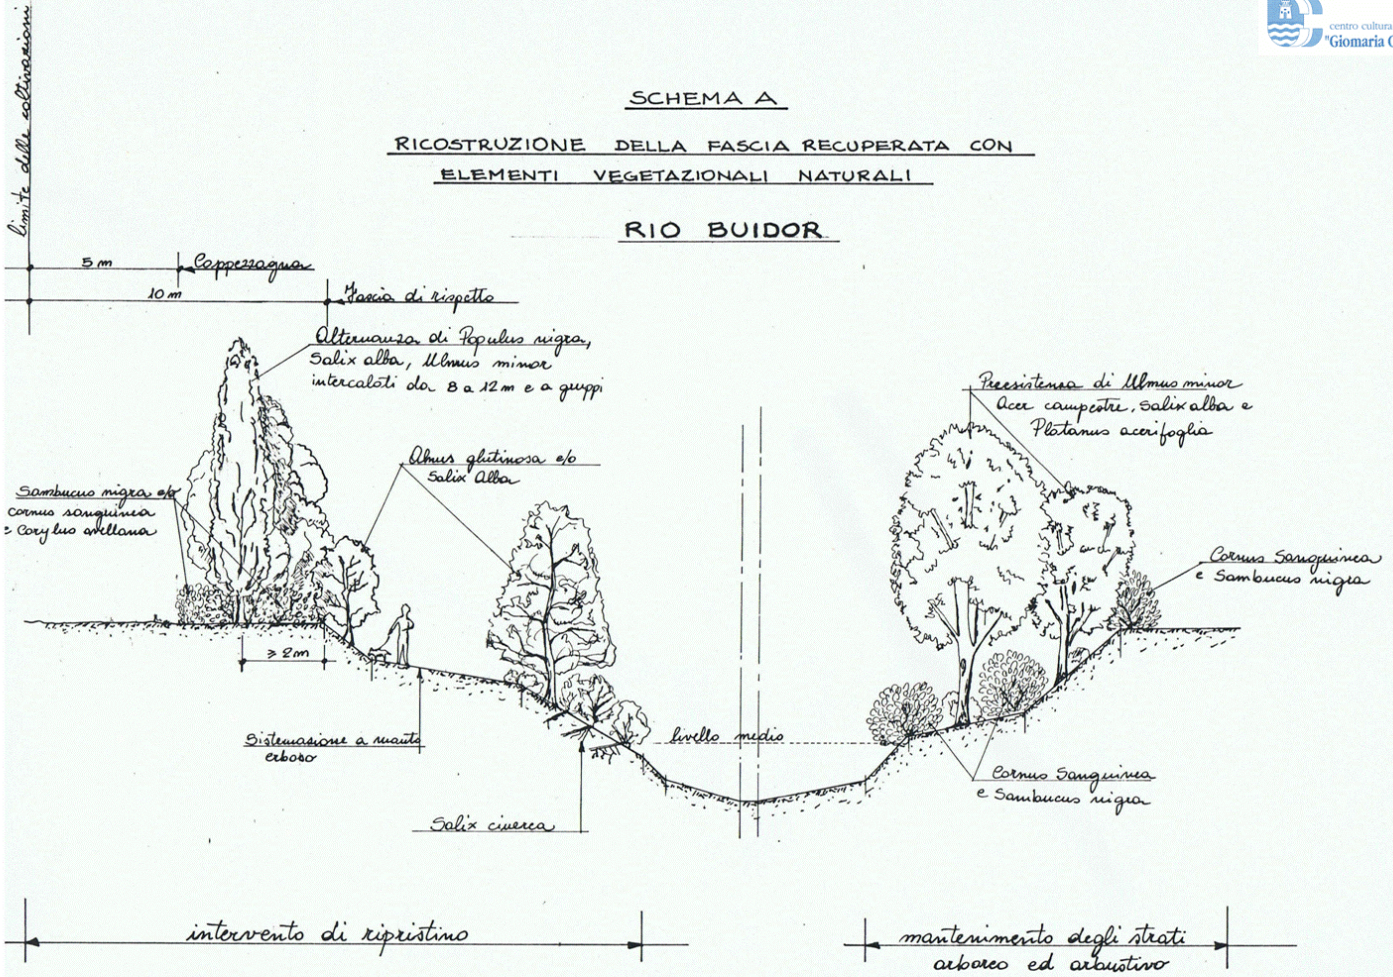 centro cultura
"Giomaria
limite delle coltivazioni
SCHEMA A
RICOSTRUZIONE DELLA FASCIA RECUPERATA CON
ELEMENTI VEGETAZIONALI NATURALI
RIO BUIDOR
5 m
Cappezzagna
10 m
Fascia di rispetto
Alternanza di Populus nigra,
Salix alba, Ulmus minor
intercalati da 8 a 12 m e a gruppi
Preesistenza di Ulmus minor
Acer campestre, Salix alba e
Platanus acerifoglia
Alnus glutinosa e/o
Salix Alba
Sambucus nigra e/o
cornus sanguinea
e Corylus avellana
Cornus Sanguinea
e Sambucus nigra
≥ 2 m
Sistemazione a manto
erboso
livello medio
Cornus Sanguinea
e Sambucus nigra
Salix cinerea
intervento di ripristino
mantenimento degli strati
arboreo ed arbustivo